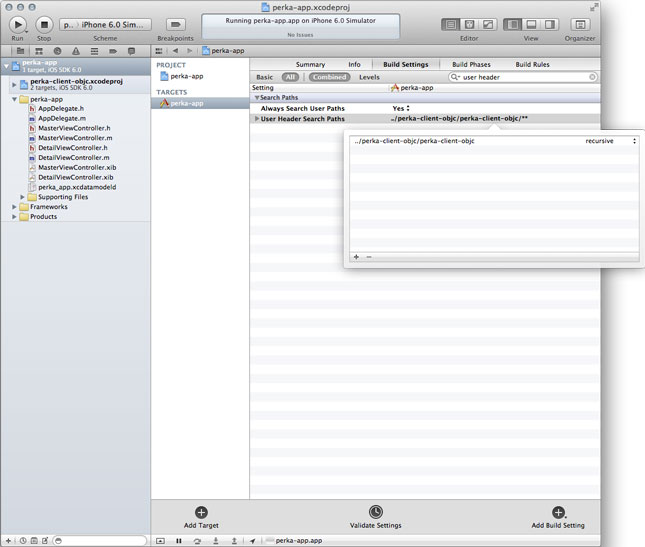 perka-app.xcodeproj
Run
Stop
p.. › iPhone 6.0 Sim...
Scheme
Breakpoints
Running perka-app.app on iPhone 6.0 Simulator
No Issues
Editor
View
Organizer
perka-app
1 target, iOS SDK 6.0
perka-client-objc.xcodeproj
2 targets, iOS SDK 6.0
perka-app
h AppDelegate.h
m AppDelegate.m
h MasterViewController.h
m MasterViewController.m
h DetailViewController.h
m DetailViewController.m
MasterViewController.xib
DetailViewController.xib
perka_app.xcdatamodeld
Supporting Files
Frameworks
Products
perka-app
PROJECT
perka-app
TARGETS
perka-app
Summary Info Build Settings Build Phases Build Rules
Basic All Combined Levels
user header
Setting
perka-app
Search Paths
Always Search User Paths Yes
User Header Search Paths ../perka-client-objc/perka-client-objc/**
../perka-client-objc/perka-client-objc recursive
+ −
Add Target
Validate Settings
Add Build Setting
perka-app.app